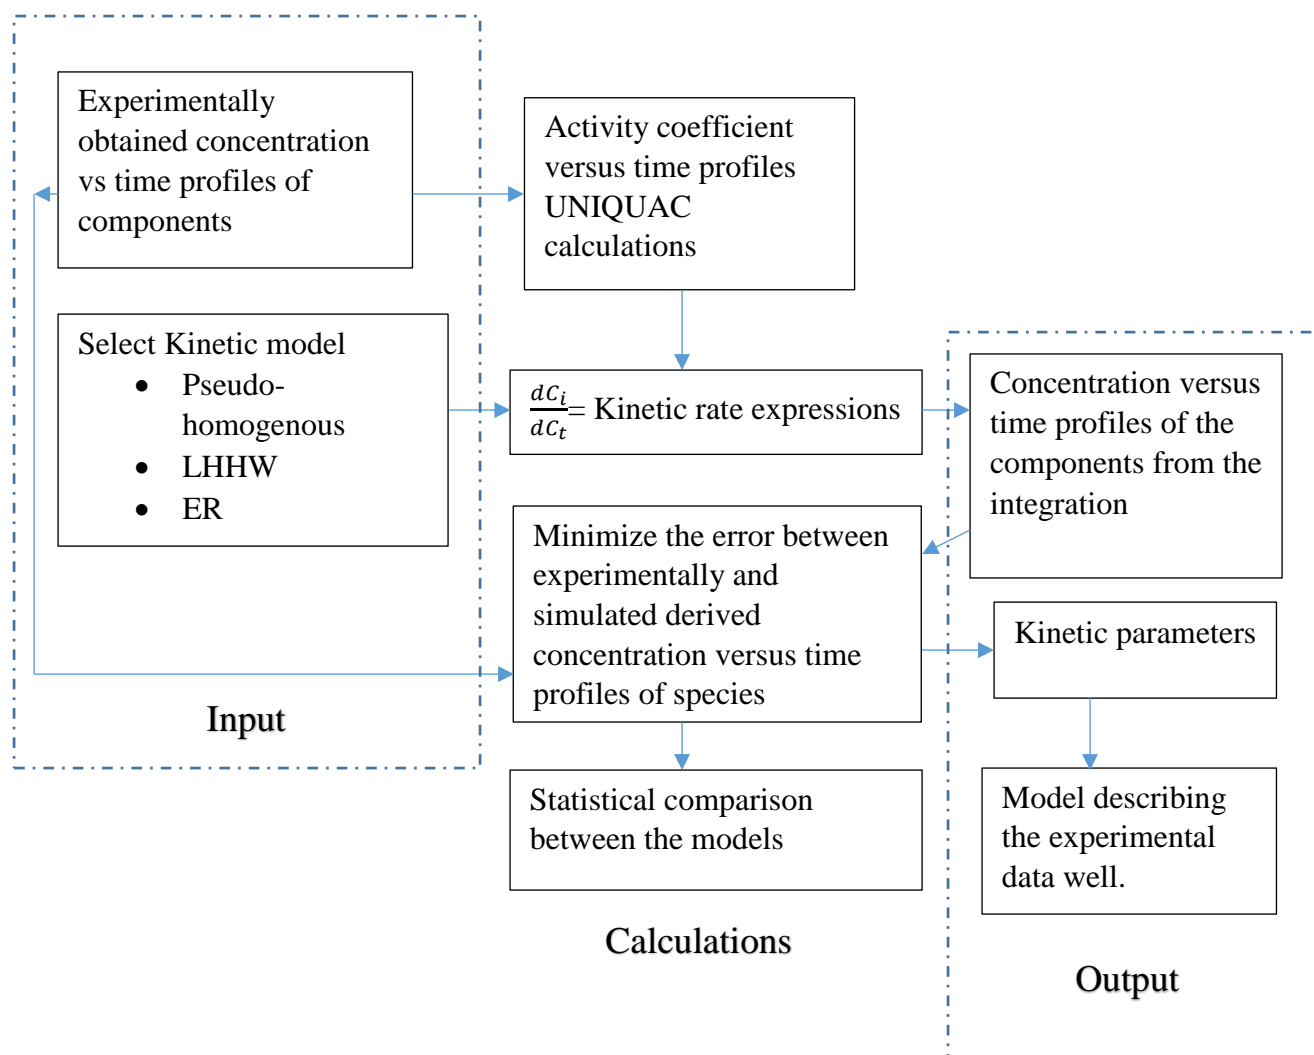 Experimentally
obtained concentration
vs time profiles of
components
Activity coefficient
versus time profiles
UNIQUAC
calculations
Select Kinetic model
• Pseudo-
homogenous
• LHHW
• ER
dC_i/dC_t = Kinetic rate expressions
Concentration versus
time profiles of the
components from the
integration
Minimize the error between
experimentally and
simulated derived
concentration versus time
profiles of species
Kinetic parameters
Input
Statistical comparison
between the models
Model describing
the experimental
data well.
Calculations
Output